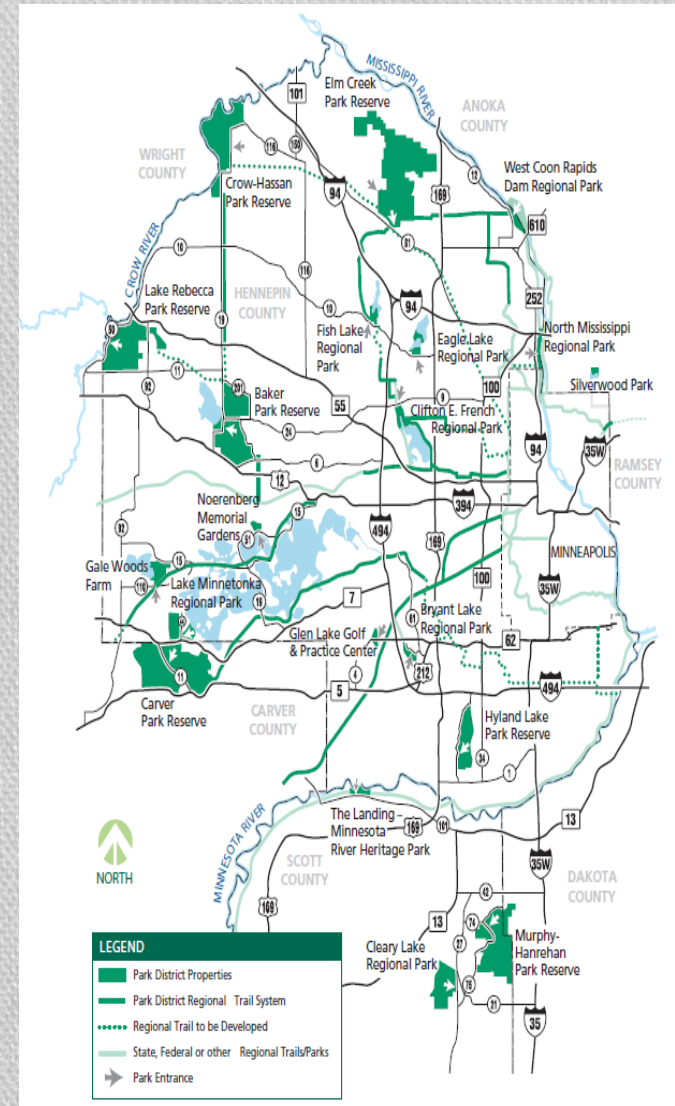 MISSISSIPPI RIVER
Elm Creek
Park Reserve
101
ANOKA
COUNTY
WRIGHT
COUNTY
116
150
94
169
12
West Coon Rapids
Dam Regional Park
Crow-Hassan
Park Reserve
610
CROW RIVER
10
81
116
Lake Rebecca
Park Reserve
HENNEPIN
COUNTY
19
10
94
252
50
Fish Lake
Regional
Park
Eagle Lake
Regional Park
North Mississippi
Regional Park
11
92
201
Baker
Park Reserve
55
100
9
Silverwood Park
Clifton E. French
Regional Park
24
6
94
35W
RAMSEY
COUNTY
12
394
Noerenberg
Memorial
Gardens
51
15
494
169
92
MINNEAPOLIS
Gale Woods
Farm
15
110
Lake Minnetonka
Regional Park
19
7
100
35W
61
Bryant Lake
Regional Park
44
Glen Lake Golf
& Practice Center
62
11
4
212
5
494
Carver
Park Reserve
CARVER
COUNTY
Hyland Lake
Park Reserve
34
1
MINNESOTA RIVER
The Landing –
Minnesota
River Heritage Park
169
101
13
NORTH
SCOTT
COUNTY
35W
DAKOTA
COUNTY
169
42
13
74
27
Cleary Lake
Regional Park
Murphy-
Hanrehan
Park Reserve
75
21
35
LEGEND
Park District Properties
Park District Regional Trail System
Regional Trail to be Developed
State, Federal or other Regional Trails/Parks
Park Entrance